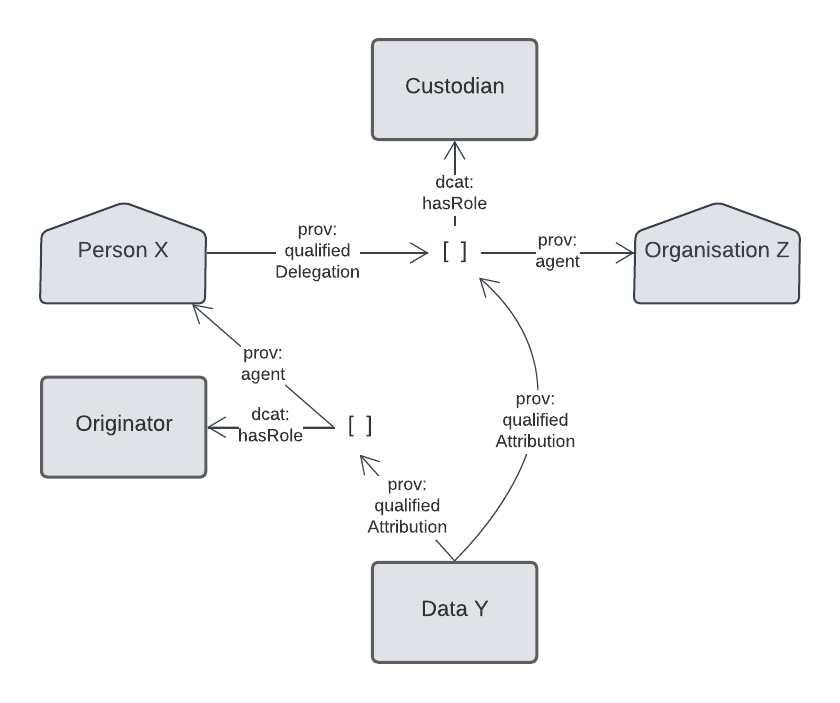 Custodian
dcat:
hasRole
Person X
prov:
qualified
Delegation
[ ]
prov:
agent
Organisation Z
prov:
agent
Originator
dcat:
hasRole
[ ]
prov:
qualified
Attribution
prov:
qualified
Attribution
Data Y